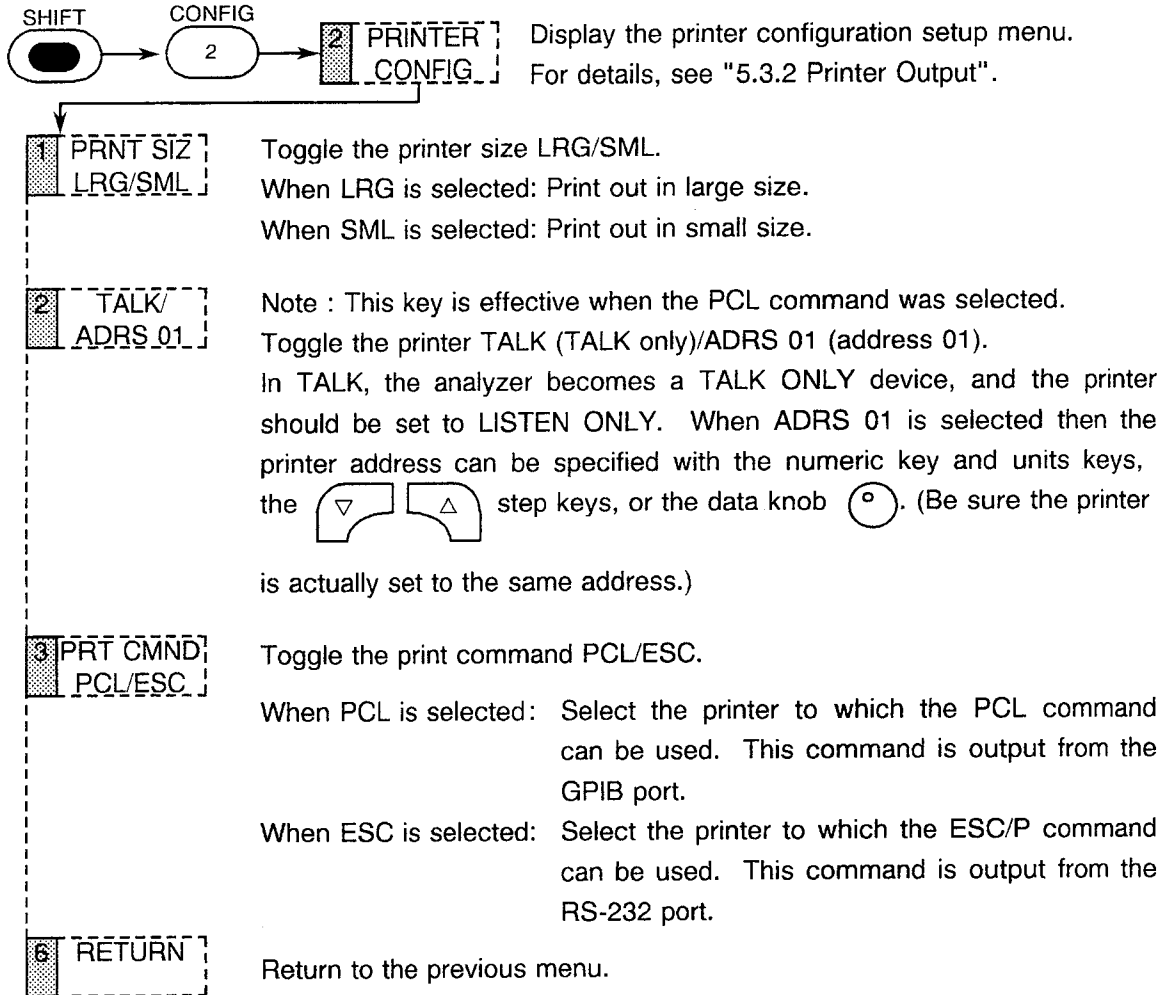 SHIFT CONFIG
2 2 PRINTER CONFIG Display the printer configuration setup menu.
For details, see "5.3.2 Printer Output".
1 PRNT SIZ LRG/SML Toggle the printer size LRG/SML.
When LRG is selected: Print out in large size.
When SML is selected: Print out in small size.
2 TALK/ ADRS 01 Note : This key is effective when the PCL command was selected.
Toggle the printer TALK (TALK only)/ADRS 01 (address 01).
In TALK, the analyzer becomes a TALK ONLY device, and the printer
should be set to LISTEN ONLY. When ADRS 01 is selected then the
printer address can be specified with the numeric key and units keys,
the ▽ △ step keys, or the data knob. (Be sure the printer
is actually set to the same address.)
3 PRT CMND PCL/ESC Toggle the print command PCL/ESC.
When PCL is selected: Select the printer to which the PCL command
can be used. This command is output from the
GPIB port.
When ESC is selected: Select the printer to which the ESC/P command
can be used. This command is output from the
RS-232 port.
6 RETURN Return to the previous menu.